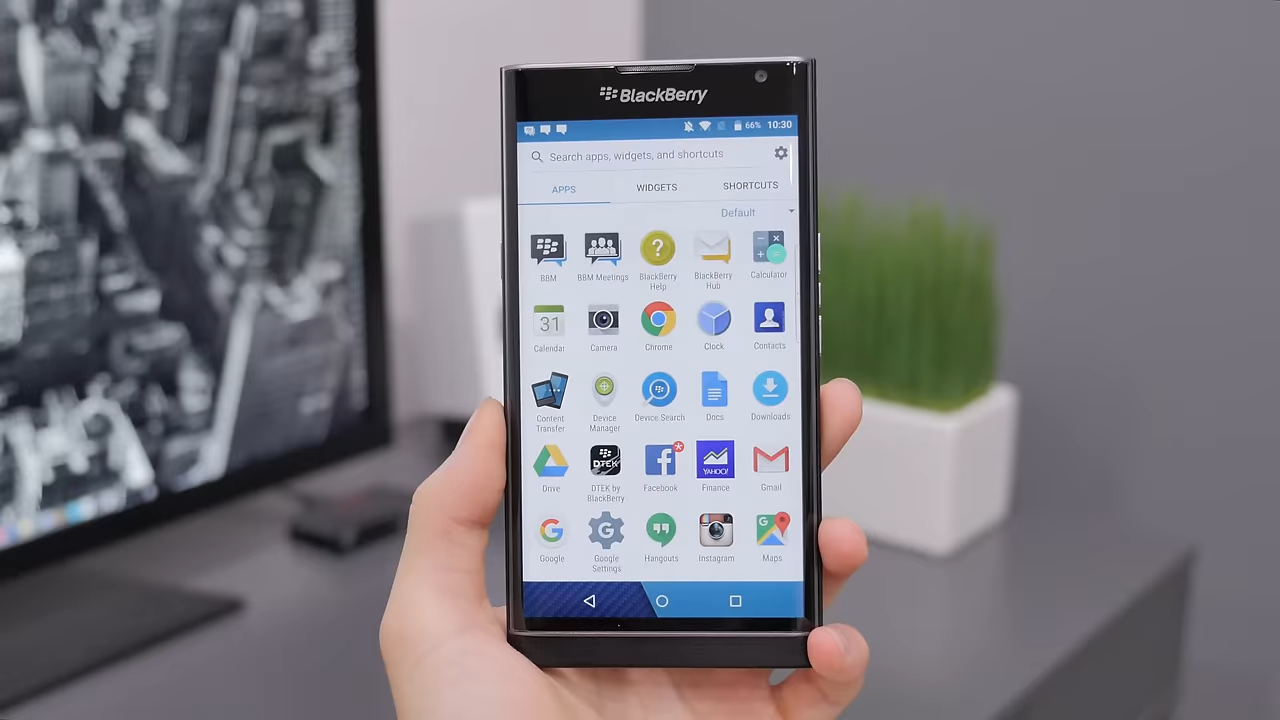 BlackBerry
66% 10:30
Search apps, widgets, and shortcuts
APPS WIDGETS SHORTCUTS
Default
BBM BBM Meetings BlackBerry Help BlackBerry Hub Calculator
31
Calendar Camera Chrome Clock Contacts
Content Transfer Device Manager Device Search Docs Downloads
DTEK
YAHOO!
Drive DTEK by BlackBerry Facebook Finance Gmail
Google Google Settings Hangouts Instagram Maps